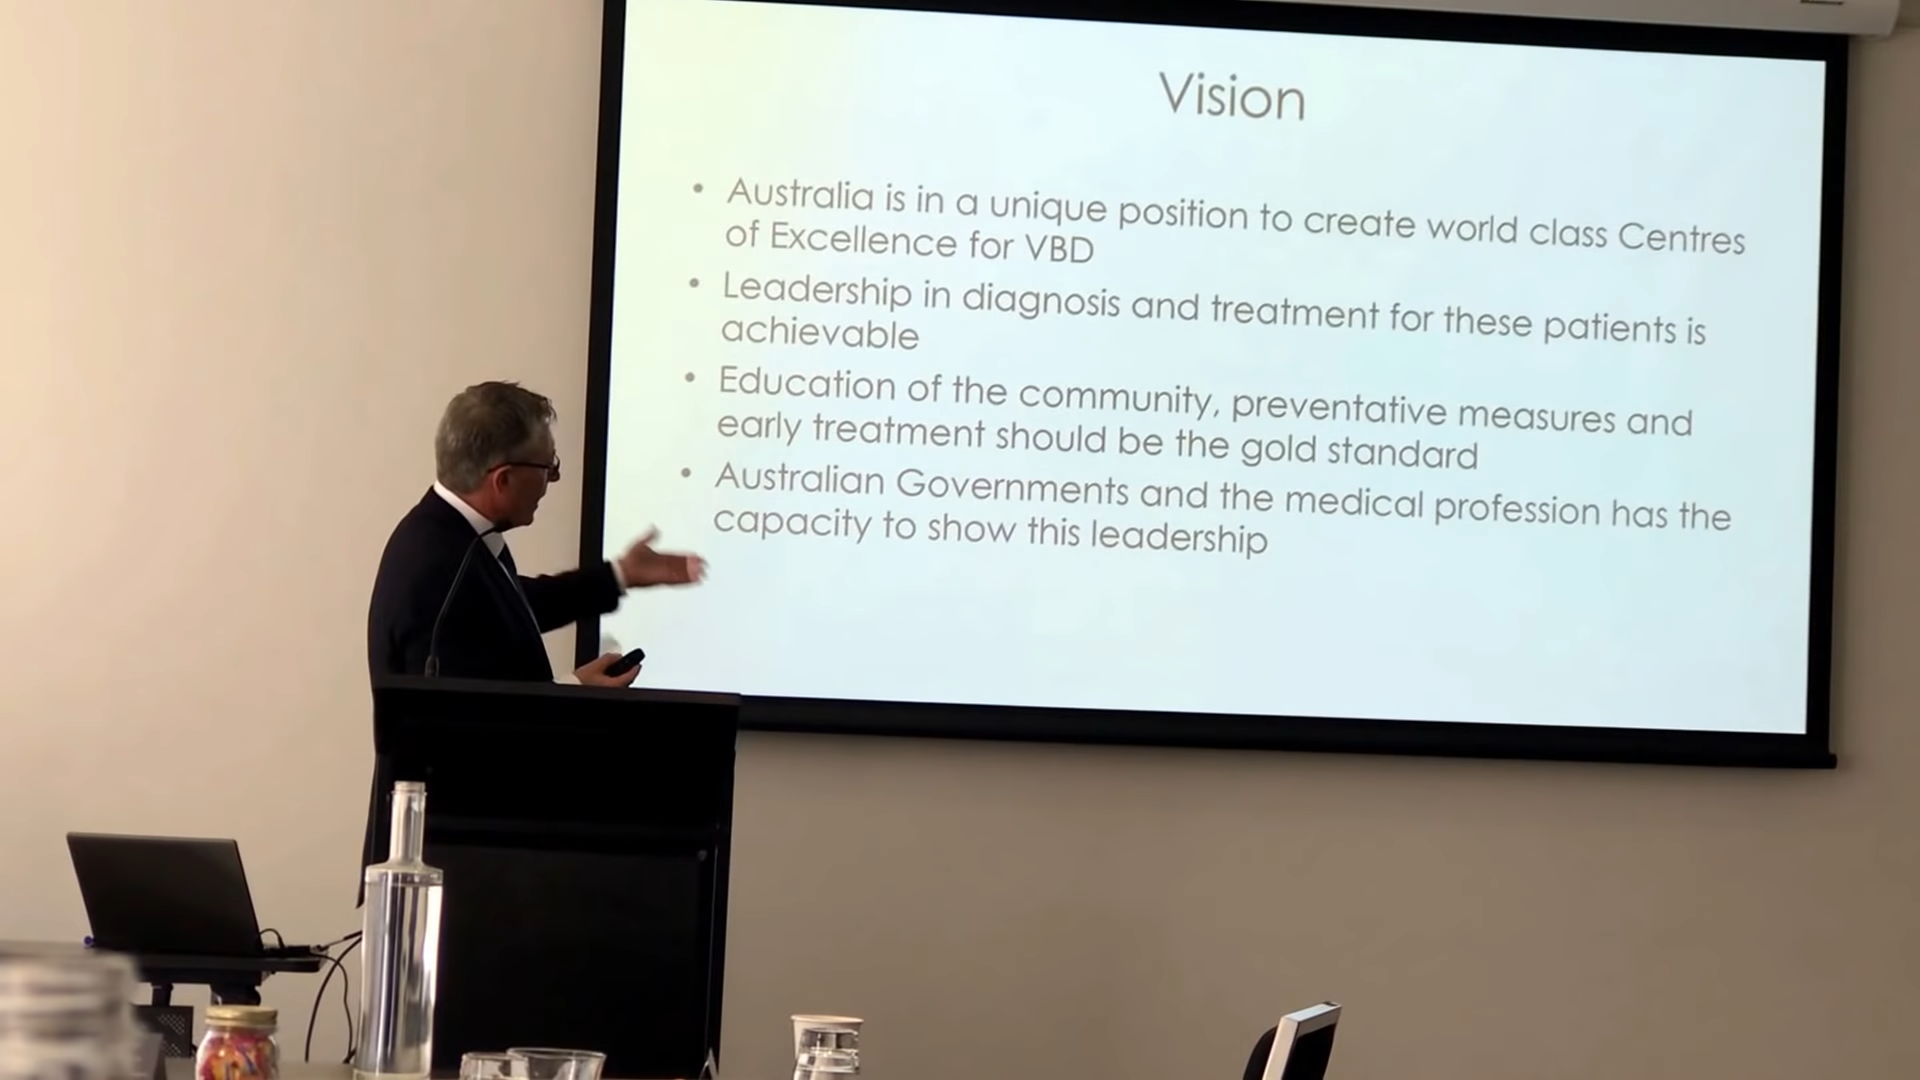 Vision
• Australia is in a unique position to create world class Centres
of Excellence for VBD
• Leadership in diagnosis and treatment for these patients is
achievable
• Education of the community, preventative measures and
early treatment should be the gold standard
• Australian Governments and the medical profession has the
capacity to show this leadership